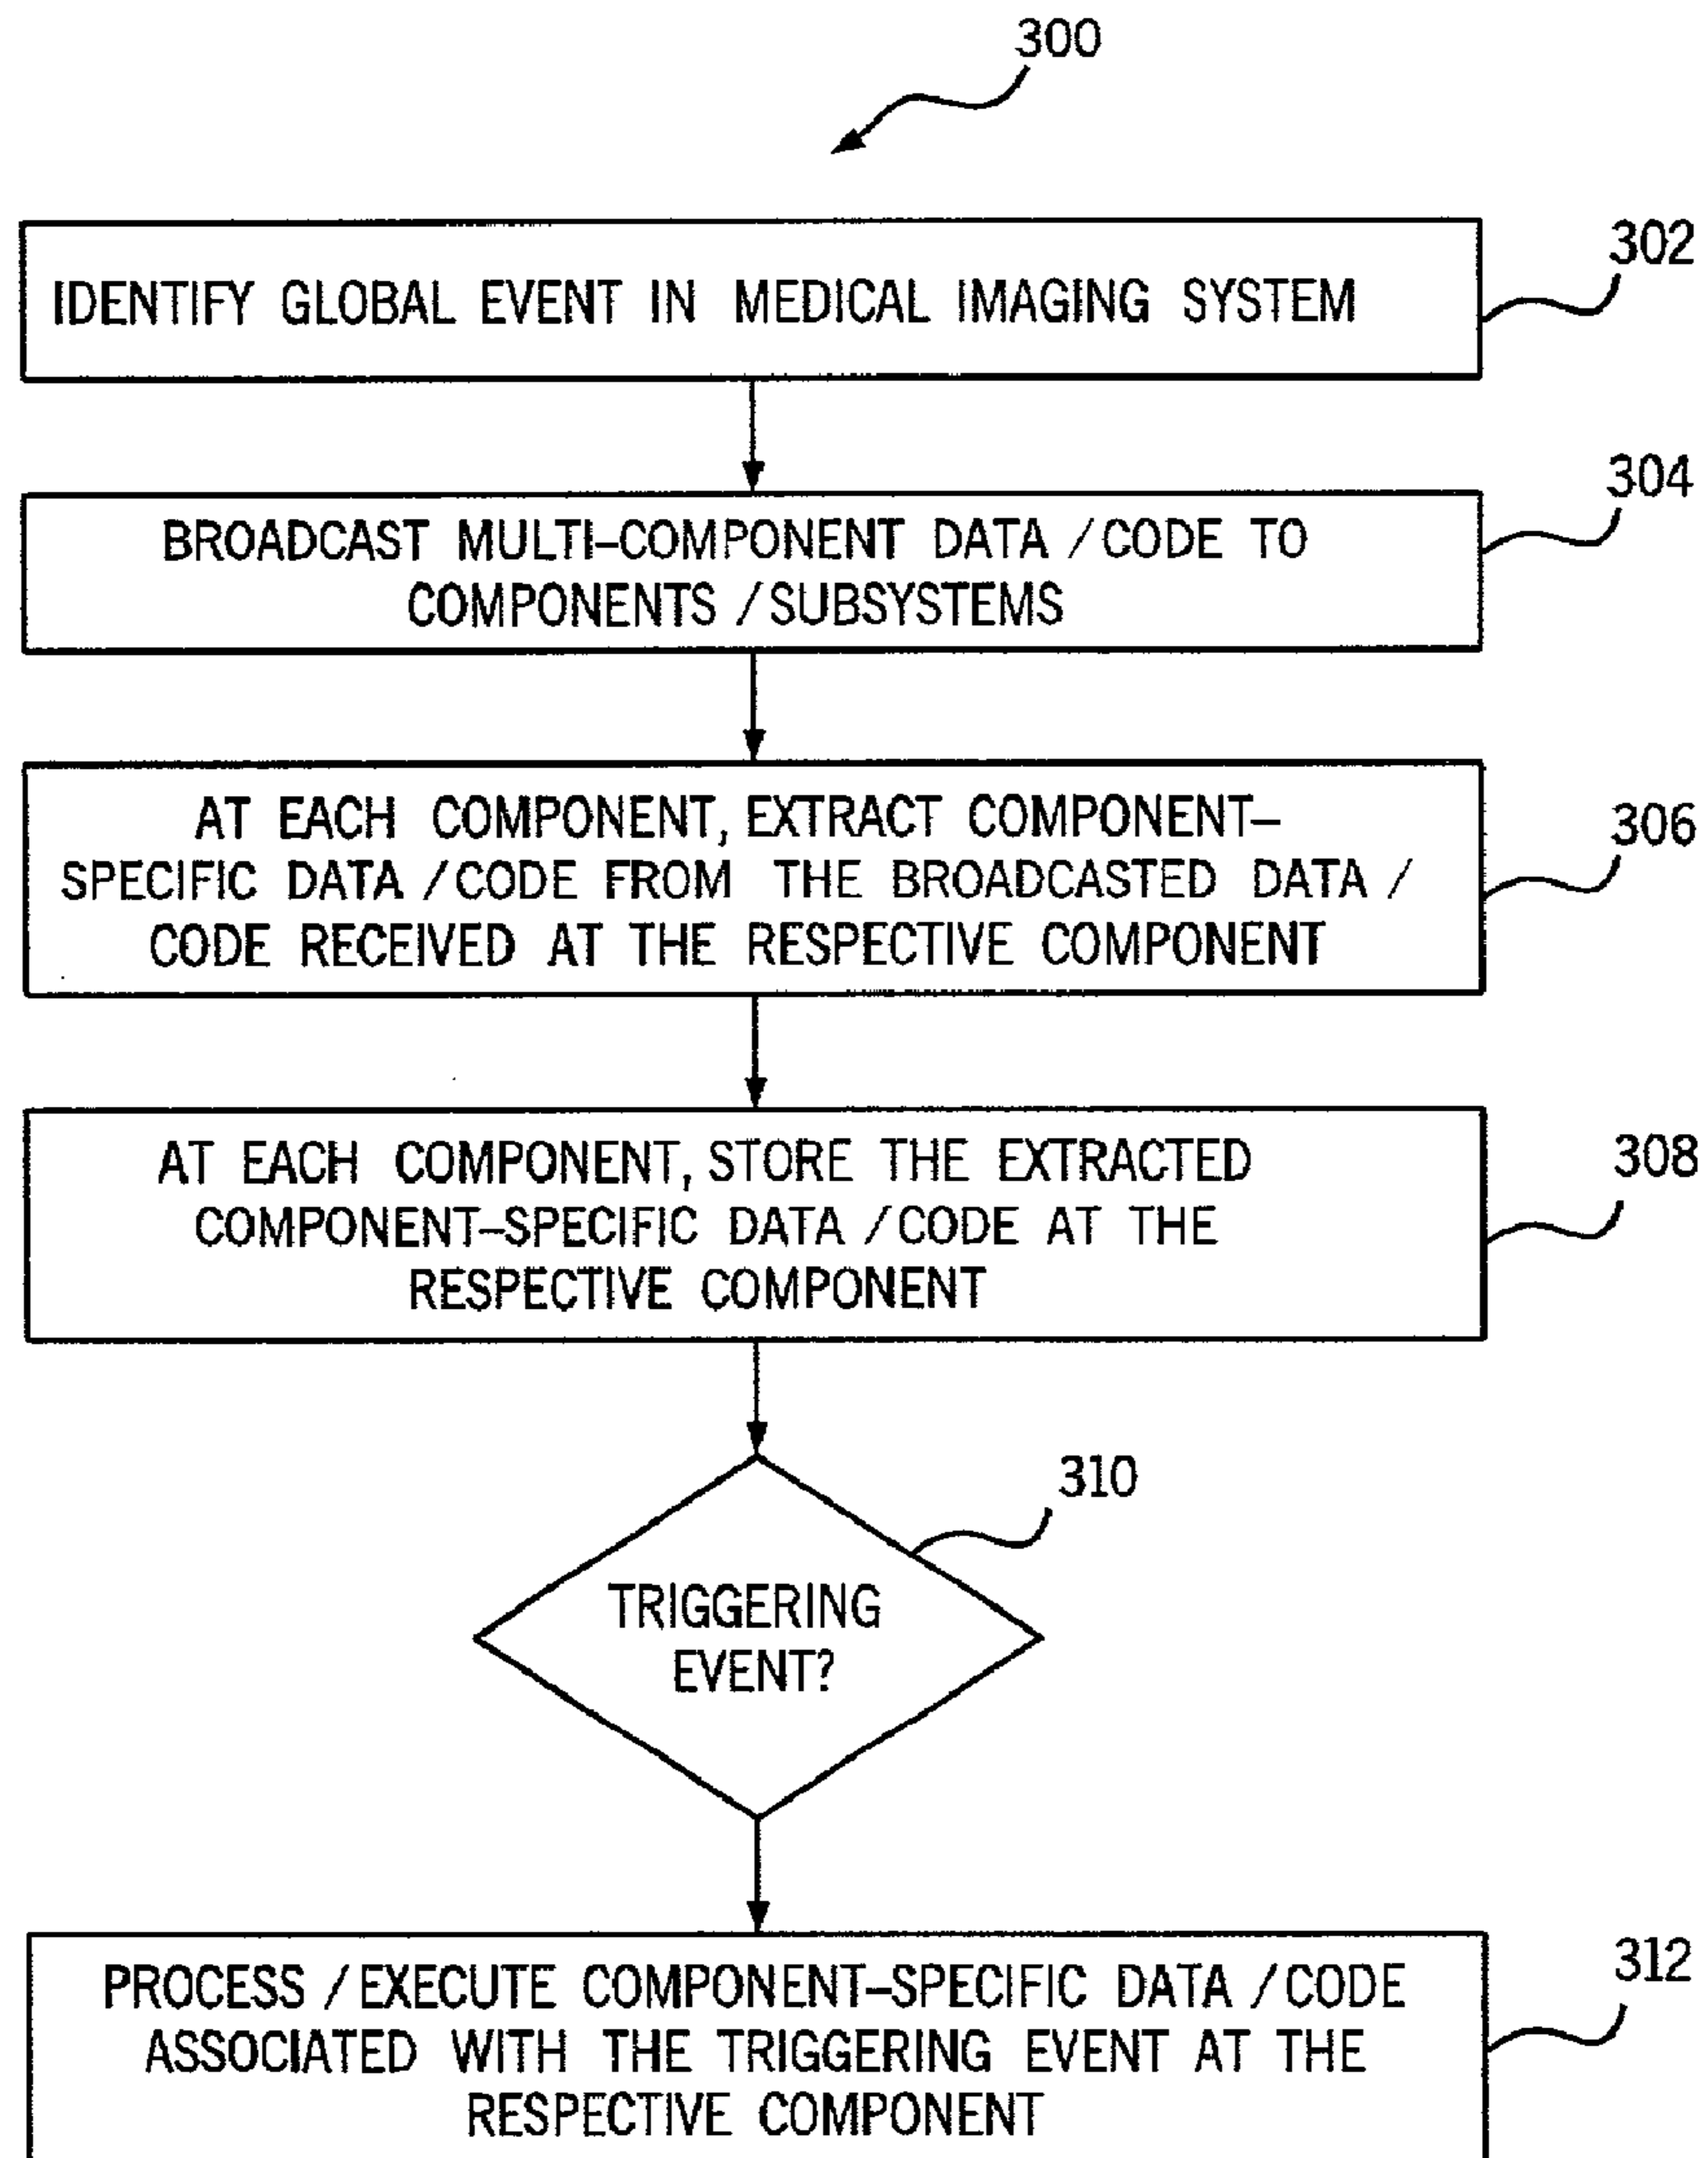 300
302
IDENTIFY GLOBAL EVENT IN MEDICAL IMAGING SYSTEM
304
BROADCAST MULTI-COMPONENT DATA /CODE TO
COMPONENTS /SUBSYSTEMS
306
AT EACH COMPONENT, EXTRACT COMPONENT-
SPECIFIC DATA /CODE FROM THE BROADCASTED DATA /
CODE RECEIVED AT THE RESPECTIVE COMPONENT
308
AT EACH COMPONENT, STORE THE EXTRACTED
COMPONENT-SPECIFIC DATA /CODE AT THE
RESPECTIVE COMPONENT
310
TRIGGERING
EVENT?
312
PROCESS /EXECUTE COMPONENT-SPECIFIC DATA /CODE
ASSOCIATED WITH THE TRIGGERING EVENT AT THE
RESPECTIVE COMPONENT